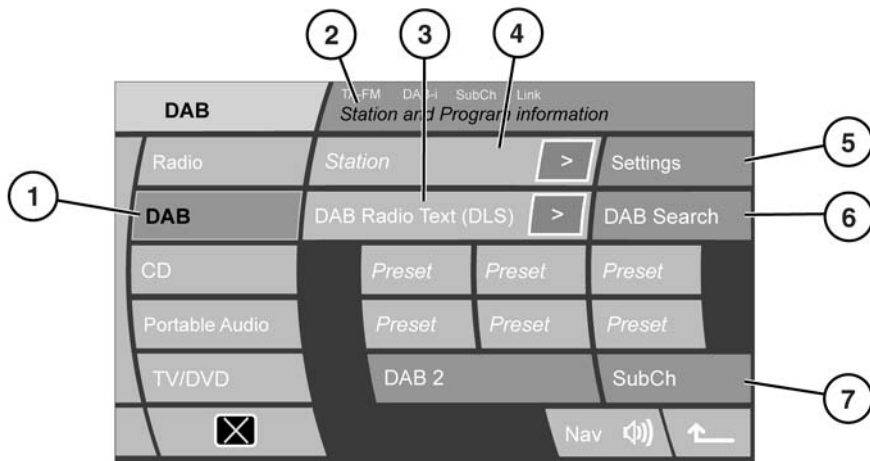 2 3 4
DAB TA-FM DAB-i SubCh Link
Station and Program information
Radio Station > Settings 5
1 DAB DAB Radio Text (DLS) > DAB Search 6
CD Preset Preset Preset
Portable Audio Preset Preset Preset
TV/DVD DAB 2 SubCh 7
Nav